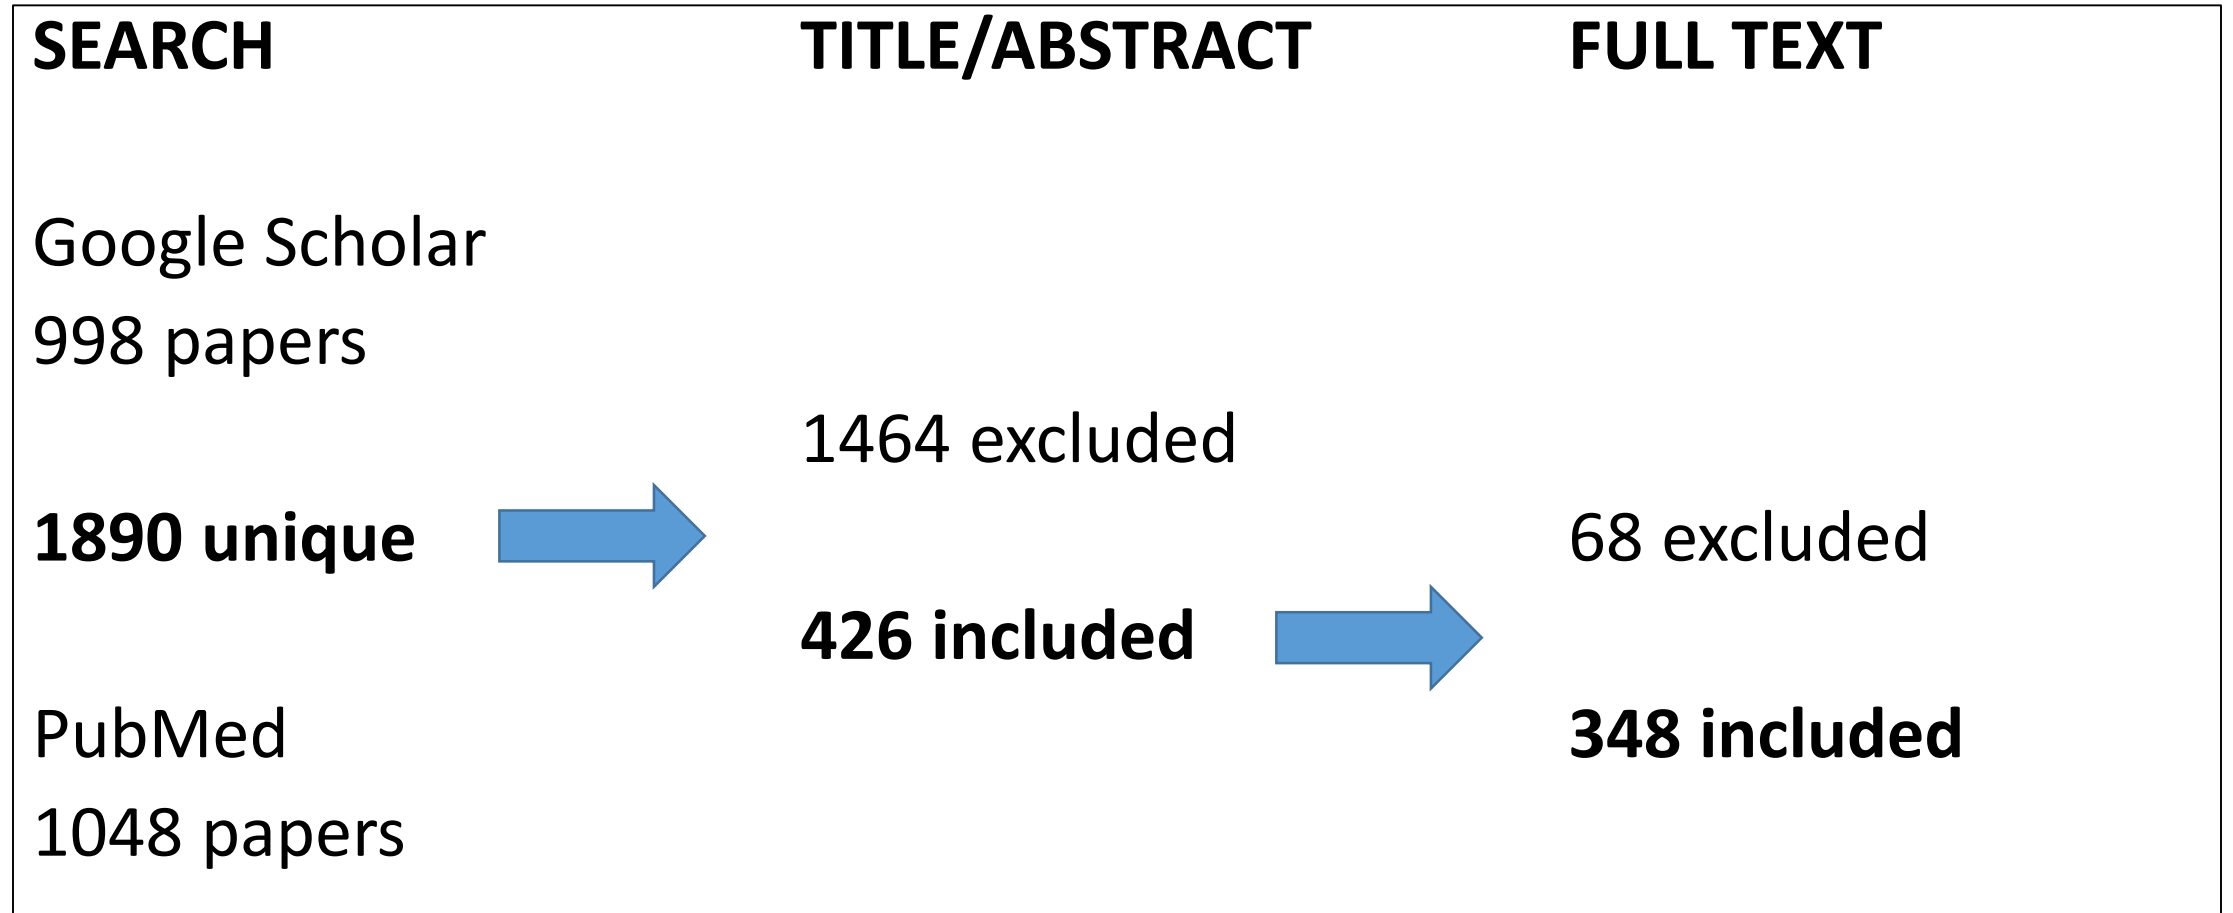 SEARCH
Google Scholar
998 papers
1890 unique
PubMed
1048 papers
TITLE/ABSTRACT
1464 excluded
426 included
FULL TEXT
68 excluded
348 included